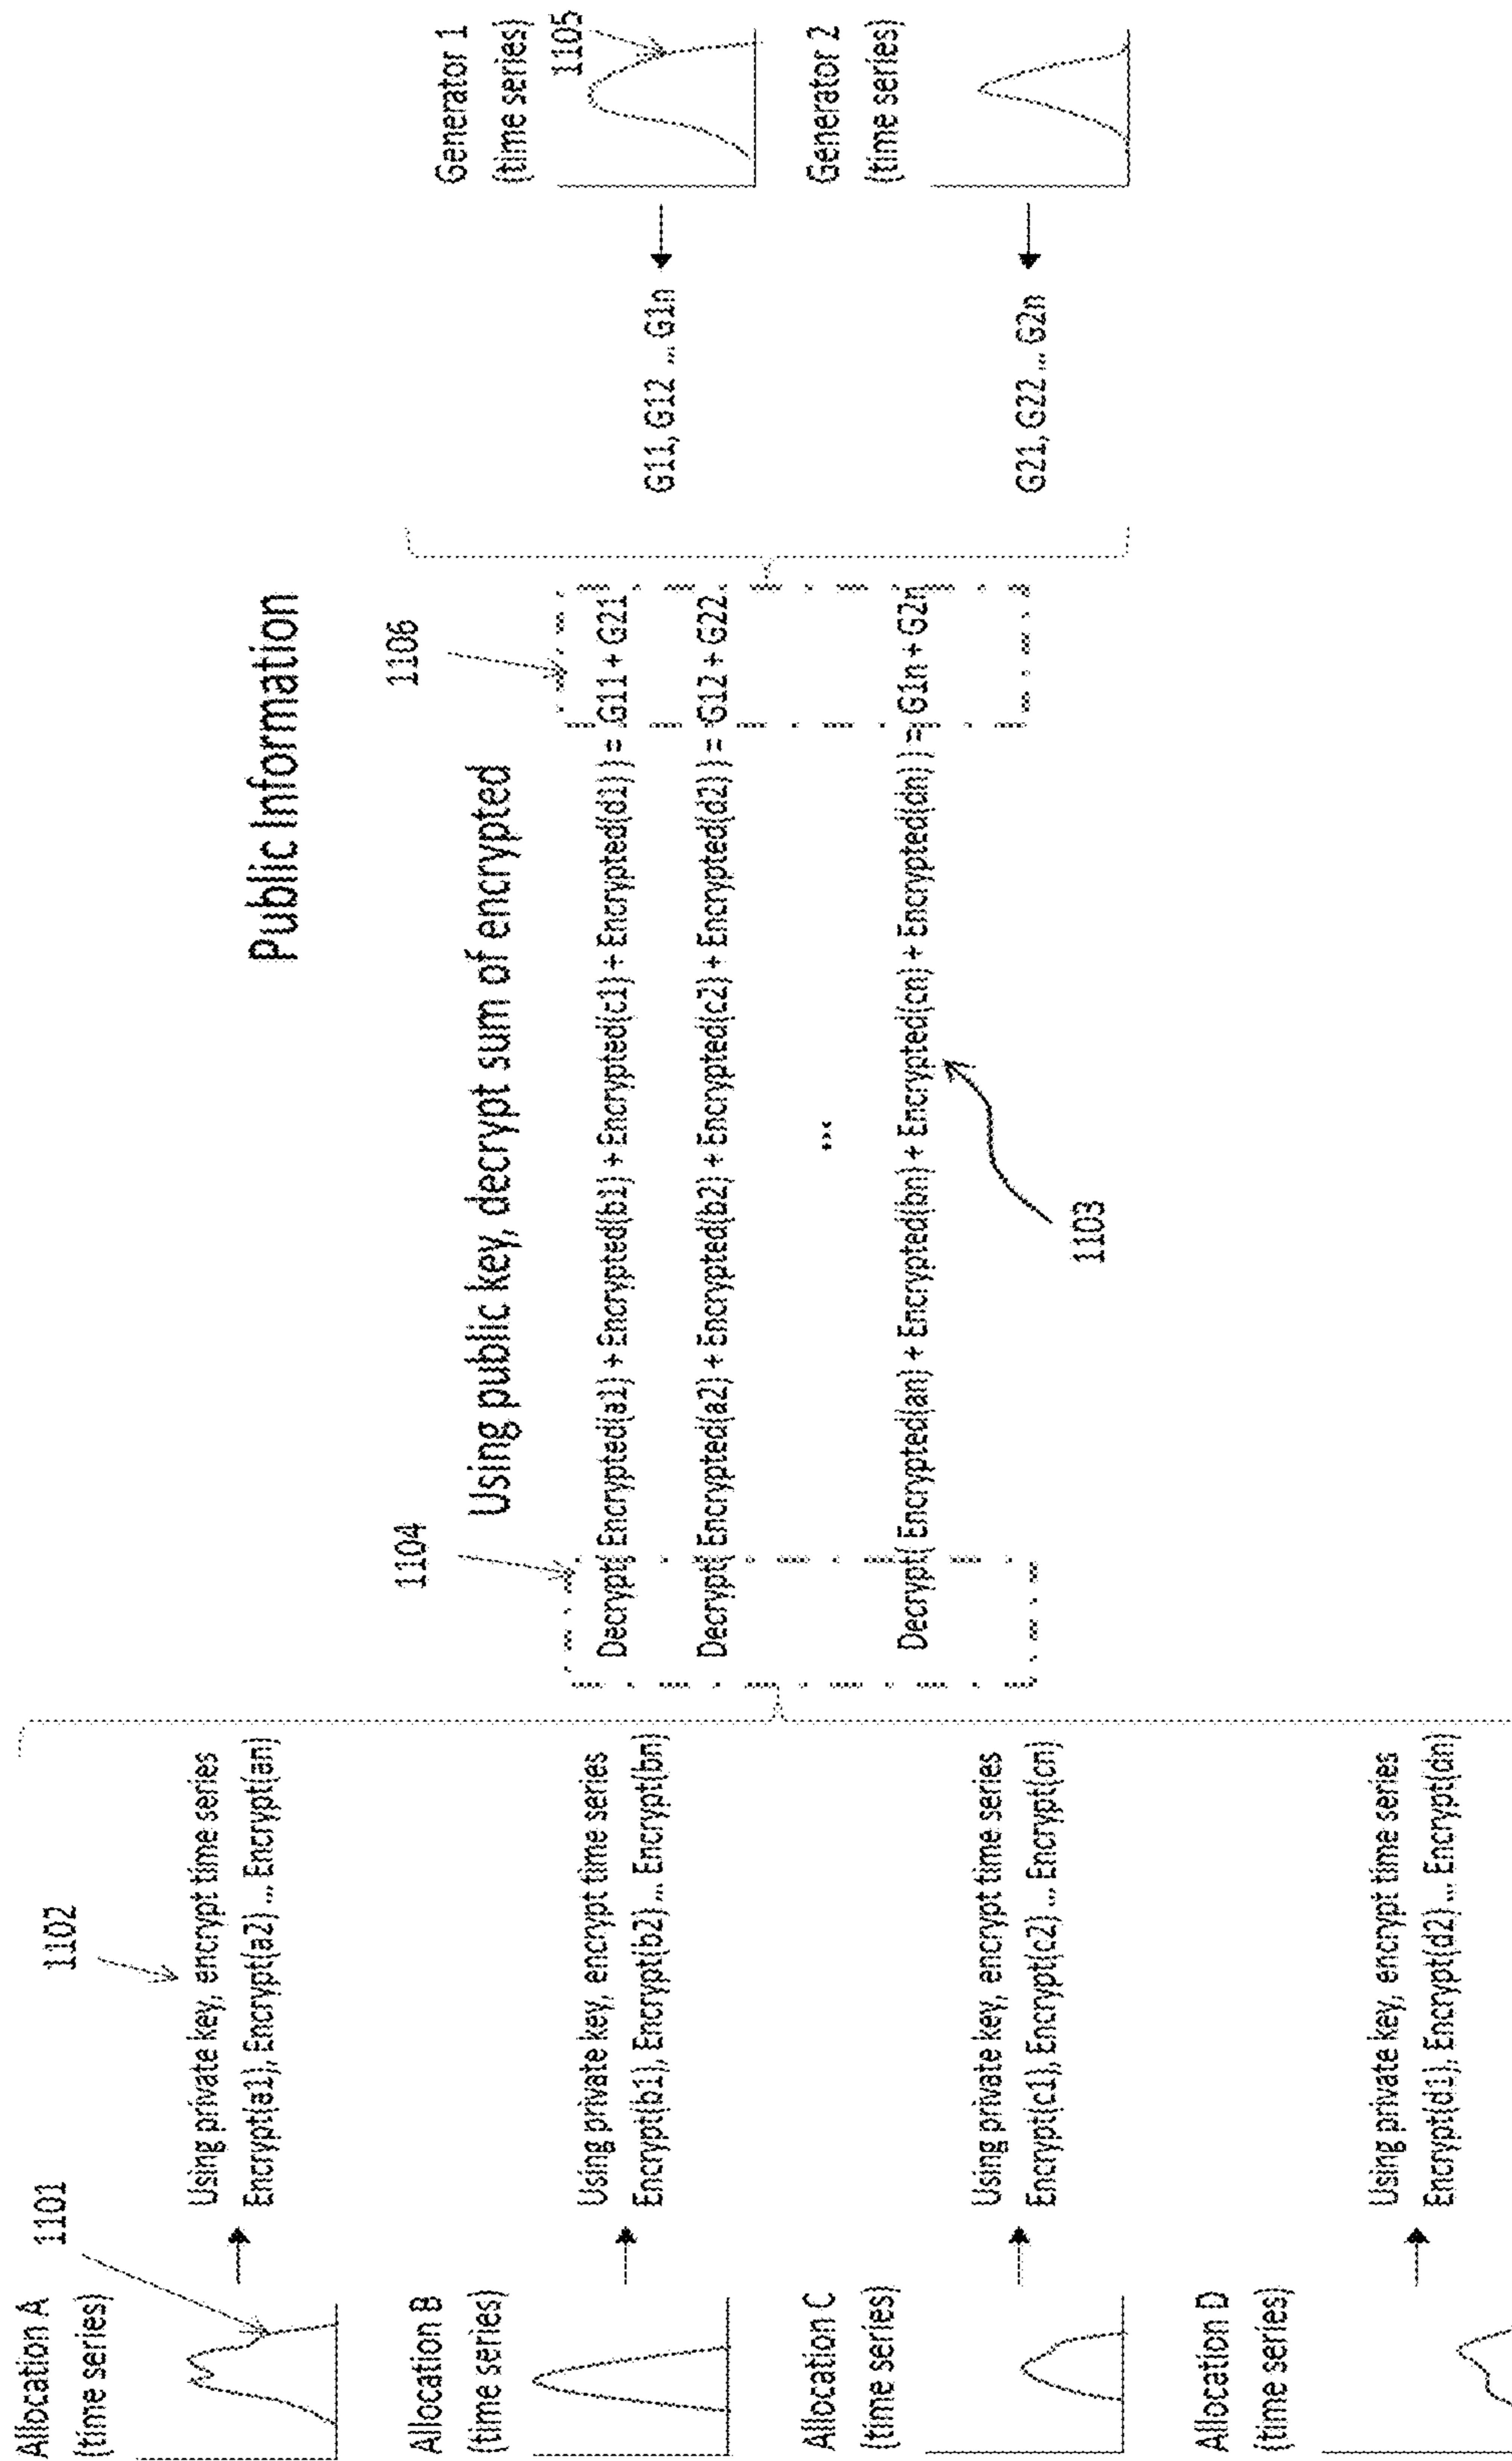 Public Information
Allocation A
(time series)
1101
1102
Using private key, encrypt time series
Encrypt(a1), Encrypt(a2) ... Encrypt(an)
Allocation B
(time series)
Using private key, encrypt time series
Encrypt(b1), Encrypt(b2) ... Encrypt(bn)
Allocation C
(time series)
Using private key, encrypt time series
Encrypt(c1), Encrypt(c2) ... Encrypt(cn)
Allocation D
(time series)
Using private key, encrypt time series
Encrypt(d1), Encrypt(d2) ... Encrypt(dn)
1104
1106
Using public key, decrypt sum of encrypted
Decrypt( Encrypted(a1) + Encrypted(b1) + Encrypted(c1) + Encrypted(d1) ) = G11 + G21
Decrypt( Encrypted(a2) + Encrypted(b2) + Encrypted(c2) + Encrypted(d2) ) = G12 + G22
...
Decrypt( Encrypted(an) + Encrypted(bn) + Encrypted(cn) + Encrypted(dn) ) = G1n + G2n
1103
Generator 1
(time series)
1105
G11, G12 ... G1n
Generator 2
(time series)
G21, G22 ... G2n